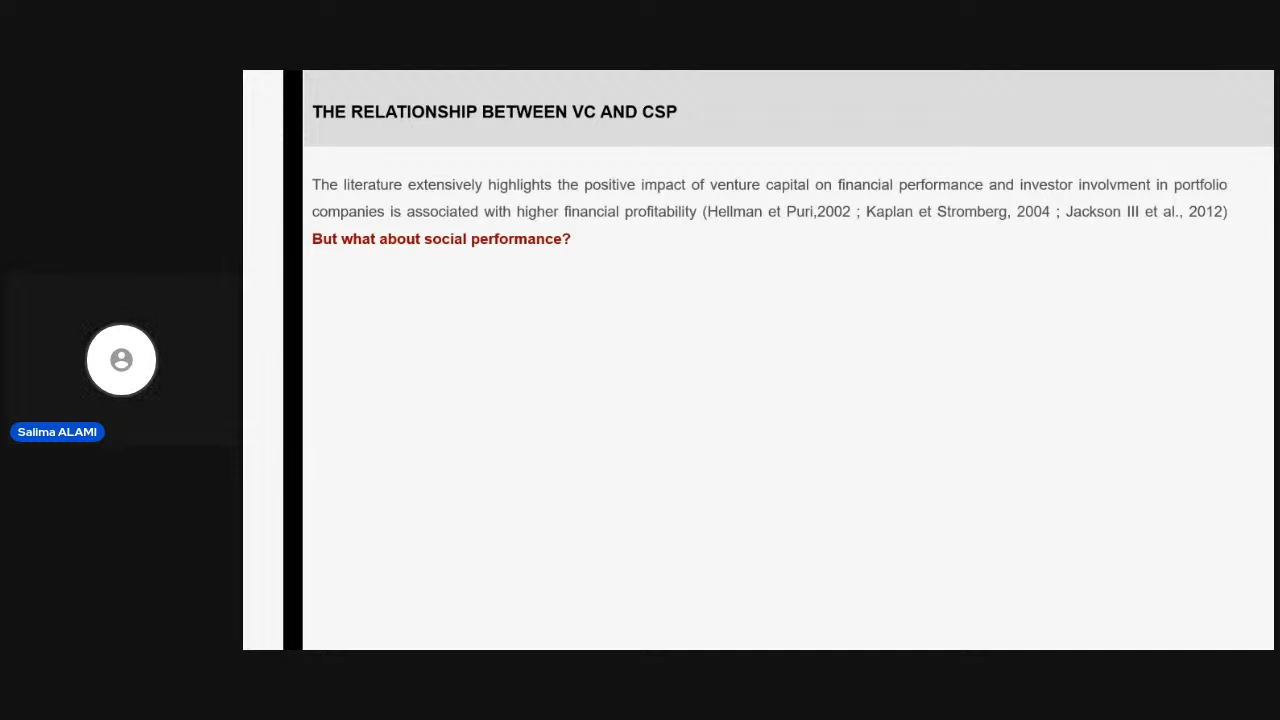 THE RELATIONSHIP BETWEEN VC AND CSP
The literature extensively highlights the positive impact of venture capital on financial performance and investor involvment in portfolio
companies is associated with higher financial profitability (Hellman et Puri,2002 ; Kaplan et Stromberg, 2004 ; Jackson III et al., 2012)
But what about social performance?
Salima ALAMI